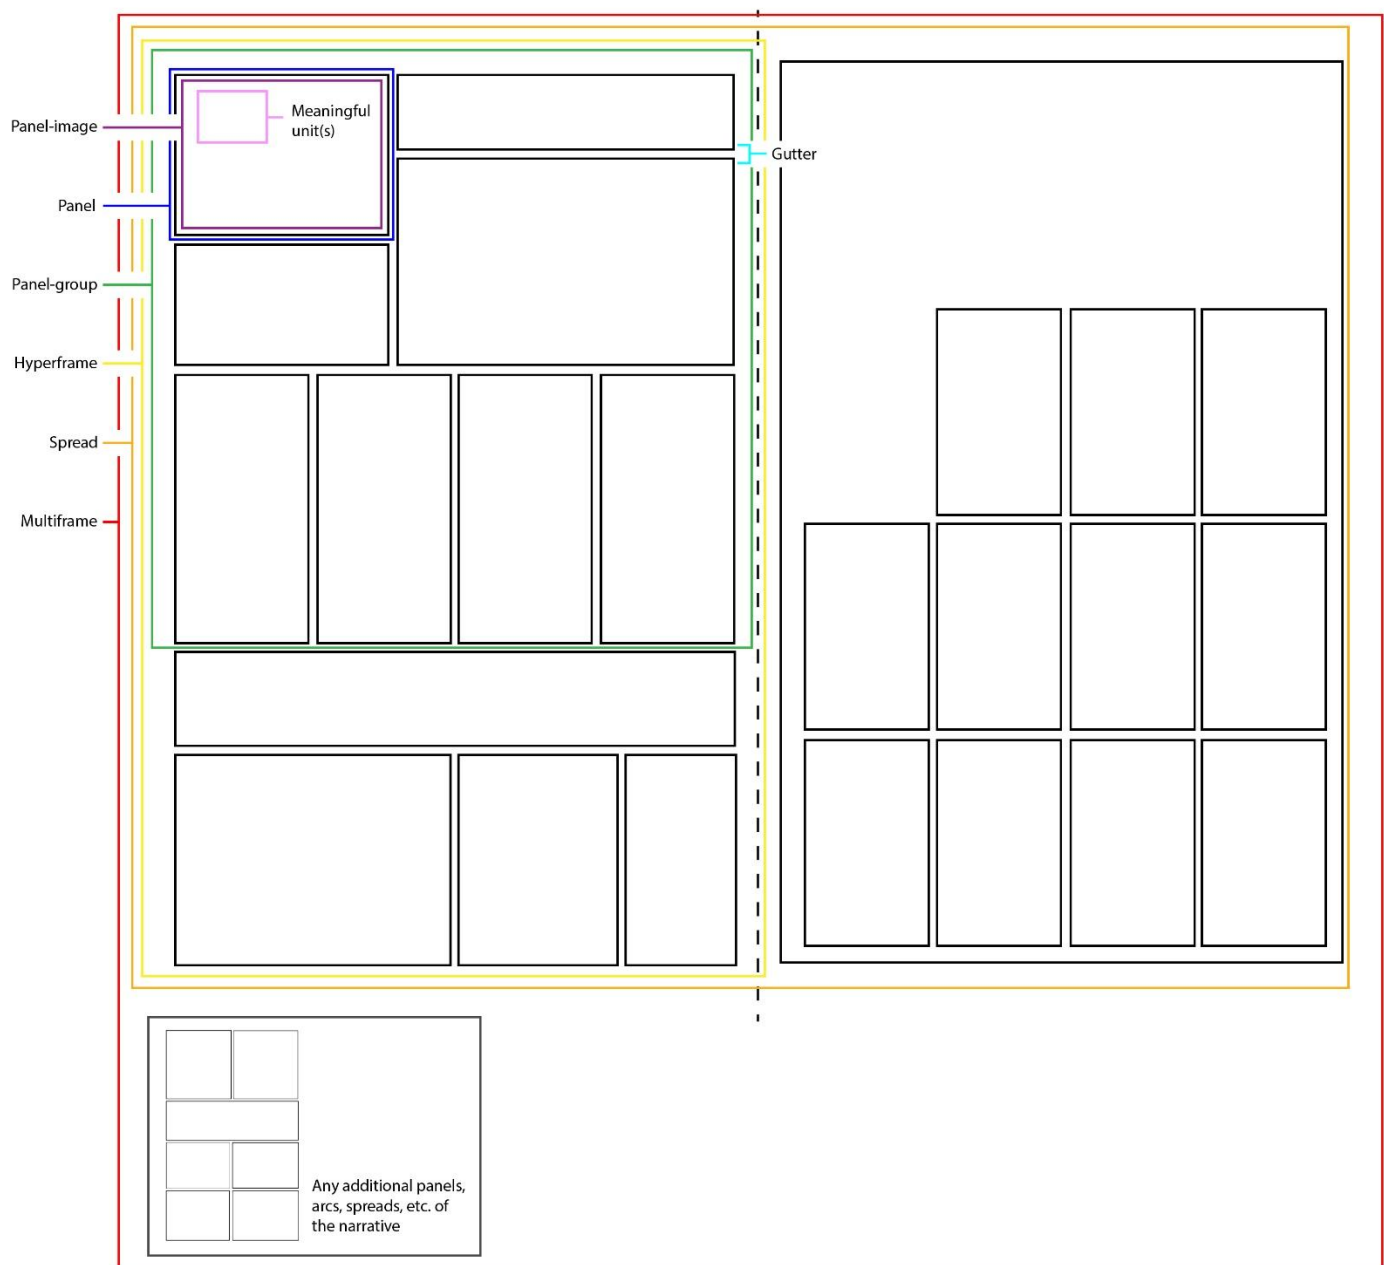 Meaningful
unit(s)
Panel-image
Gutter
Panel
Panel-group
Hyperframe
Spread
Multiframe
Any additional panels,
arcs, spreads, etc. of
the narrative